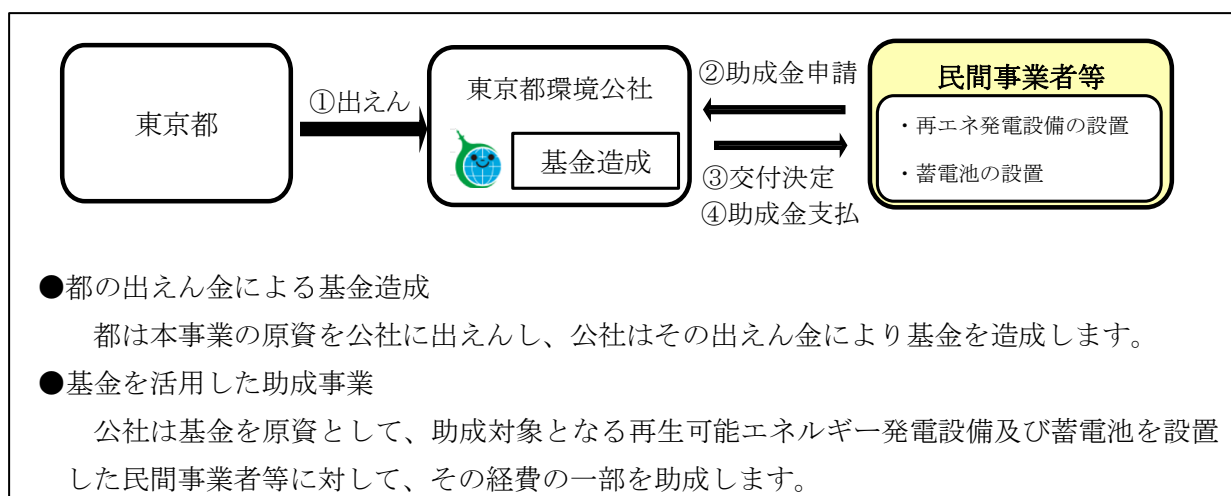 東京都
①出えん
東京都環境公社
基金造成
②助成金申請
③交付決定
④助成金支払
民間事業者等
・再エネ発電設備の設置
・蓄電池の設置
●都の出えん金による基金造成
都は本事業の原資を公社に出えんし、公社はその出えん金により基金を造成します。
●基金を活用した助成事業
公社は基金を原資として、助成対象となる再生可能エネルギー発電設備及び蓄電池を設置
した民間事業者等に対して、その経費の一部を助成します。